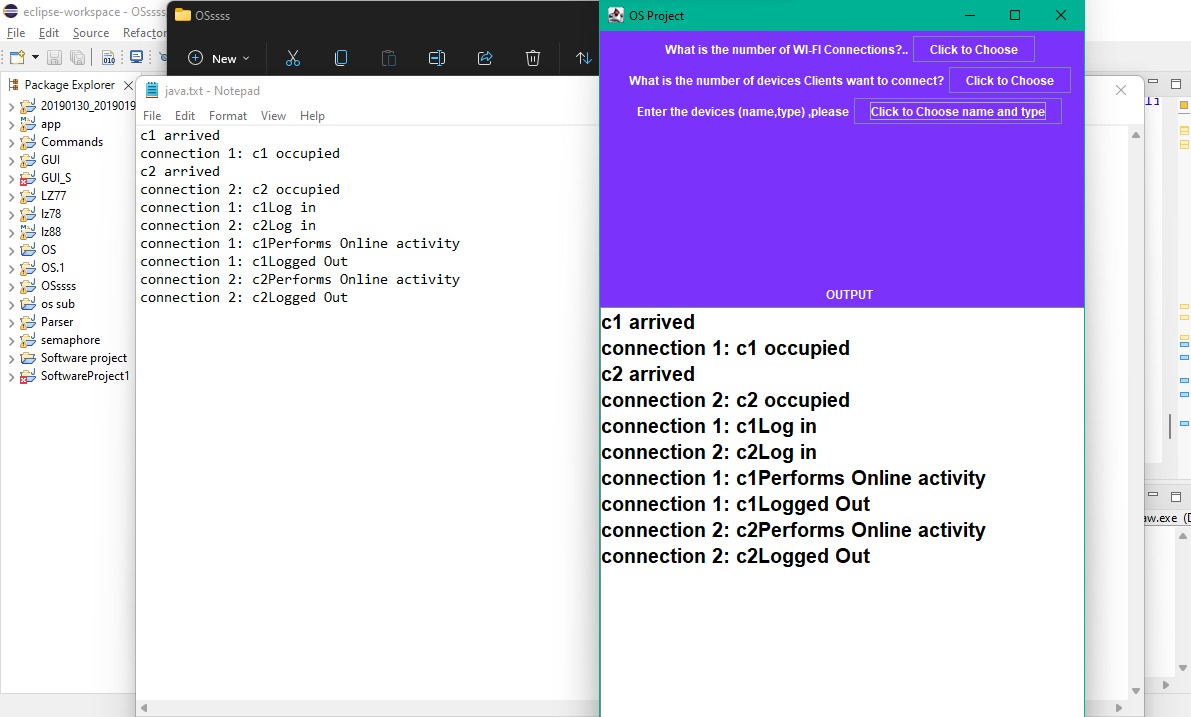 eclipse-workspace - OSssss
File Edit Source Refactor
Package Explorer
20190130_2019019
app
Commands
GUI
GUI_S
LZ77
lz78
lz88
OS
OS.1
OSssss
os sub
Parser
semaphore
Software project
SoftwareProject1
OSssss
New
java.txt - Notepad
File Edit Format View Help
c1 arrived
connection 1: c1 occupied
c2 arrived
connection 2: c2 occupied
connection 1: c1Log in
connection 2: c2Log in
connection 1: c1Performs Online activity
connection 1: c1Logged Out
connection 2: c2Performs Online activity
connection 2: c2Logged Out
OS Project
What is the number of WI-FI Connections?.. Click to Choose
What is the number of devices Clients want to connect? Click to Choose
Enter the devices (name,type) ,please Click to Choose name and type
OUTPUT
c1 arrived
connection 1: c1 occupied
c2 arrived
connection 2: c2 occupied
connection 1: c1Log in
connection 2: c2Log in
connection 1: c1Performs Online activity
connection 1: c1Logged Out
connection 2: c2Performs Online activity
connection 2: c2Logged Out
aw.exe (D